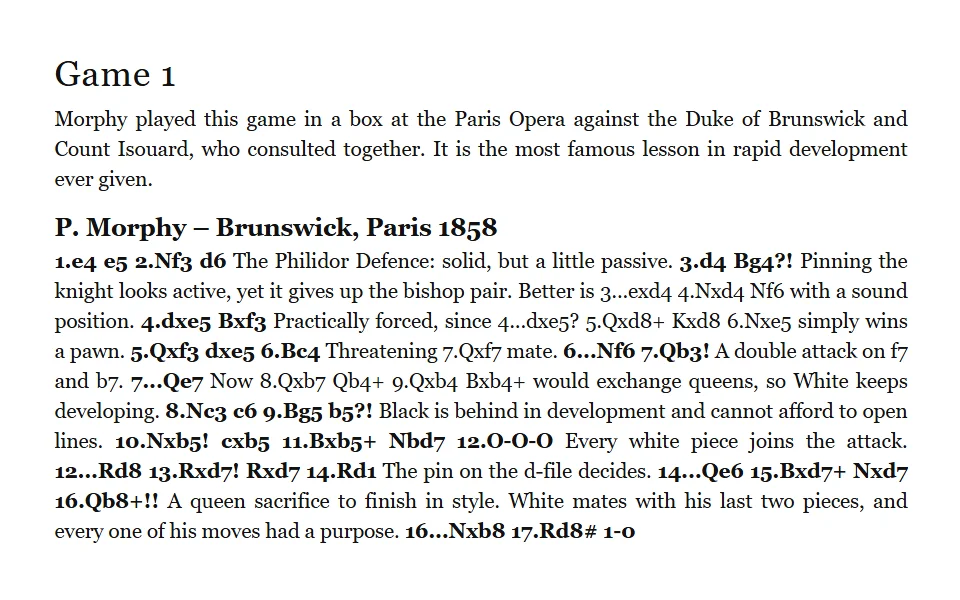 Game 1
Morphy played this game in a box at the Paris Opera against the Duke of Brunswick and
Count Isouard, who consulted together. It is the most famous lesson in rapid development
ever given.
P. Morphy – Brunswick, Paris 1858
1.e4 e5 2.Nf3 d6 The Philidor Defence: solid, but a little passive. 3.d4 Bg4?! Pinning the
knight looks active, yet it gives up the bishop pair. Better is 3...exd4 4.Nxd4 Nf6 with a sound
position. 4.dxe5 Bxf3 Practically forced, since 4...dxe5? 5.Qxd8+ Kxd8 6.Nxe5 simply wins
a pawn. 5.Qxf3 dxe5 6.Bc4 Threatening 7.Qxf7 mate. 6...Nf6 7.Qb3! A double attack on f7
and b7. 7...Qe7 Now 8.Qxb7 Qb4+ 9.Qxb4 Bxb4+ would exchange queens, so White keeps
developing. 8.Nc3 c6 9.Bg5 b5?! Black is behind in development and cannot afford to open
lines. 10.Nxb5! cxb5 11.Bxb5+ Nbd7 12.O-O-O Every white piece joins the attack.
12...Rd8 13.Rxd7! Rxd7 14.Rd1 The pin on the d-file decides. 14...Qe6 15.Bxd7+ Nxd7
16.Qb8+!! A queen sacrifice to finish in style. White mates with his last two pieces, and
every one of his moves had a purpose. 16...Nxb8 17.Rd8# 1-0